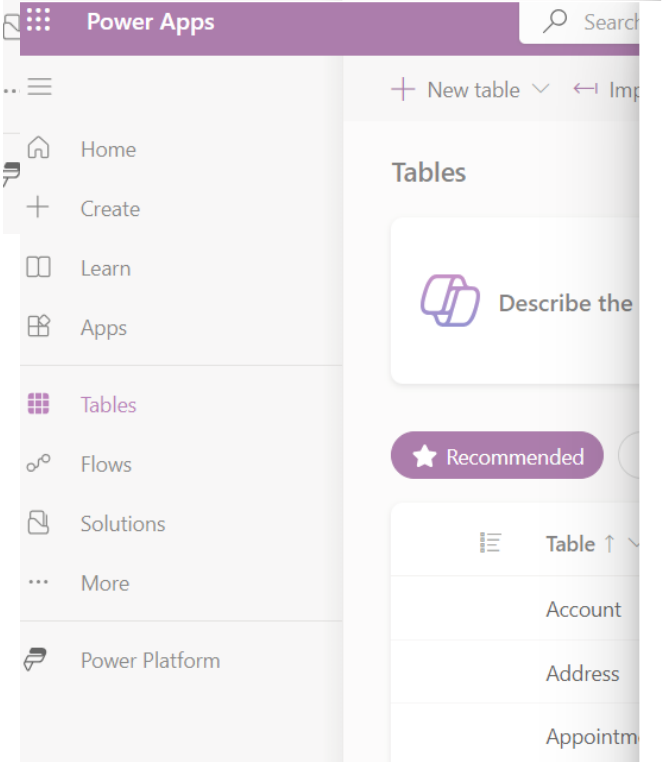 Power Apps
Search
New table
Imp
Home
Create
Learn
Apps
Tables
Flows
Solutions
More
Power Platform
Tables
Describe the
Recommended
Table
Account
Address
Appointm